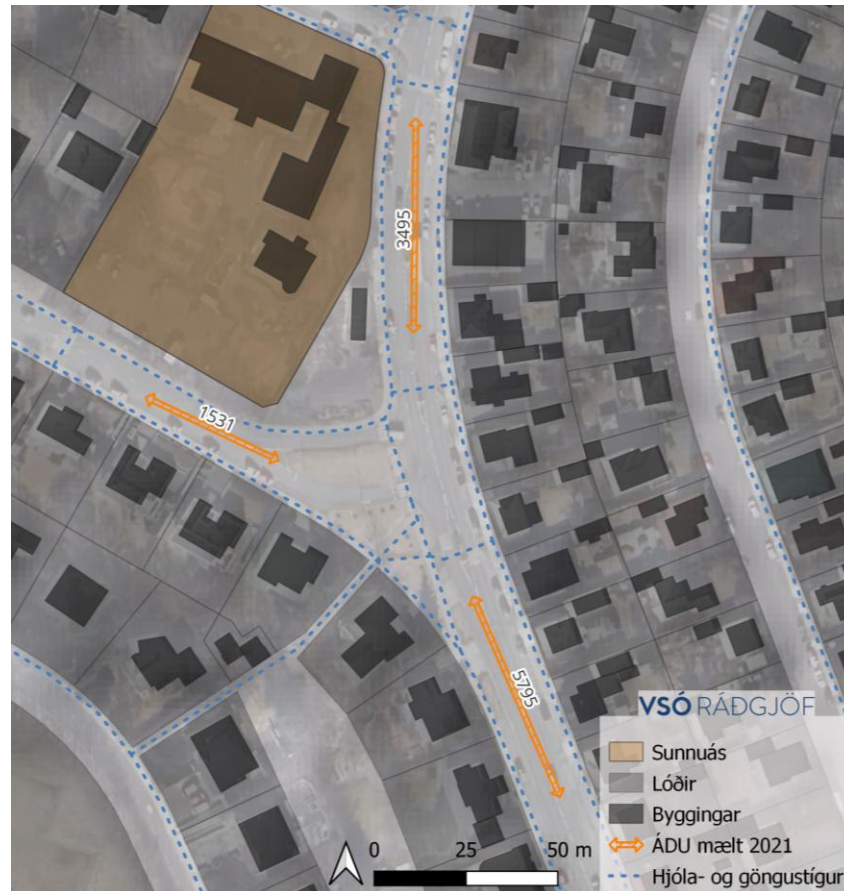 3495
1531
5795
VSÓ RÁÐGJÖF
Sunnuás
Lóðir
Byggingar
ÁDU mælt 2021
Hjóla- og göngustígur
0 25 50 m